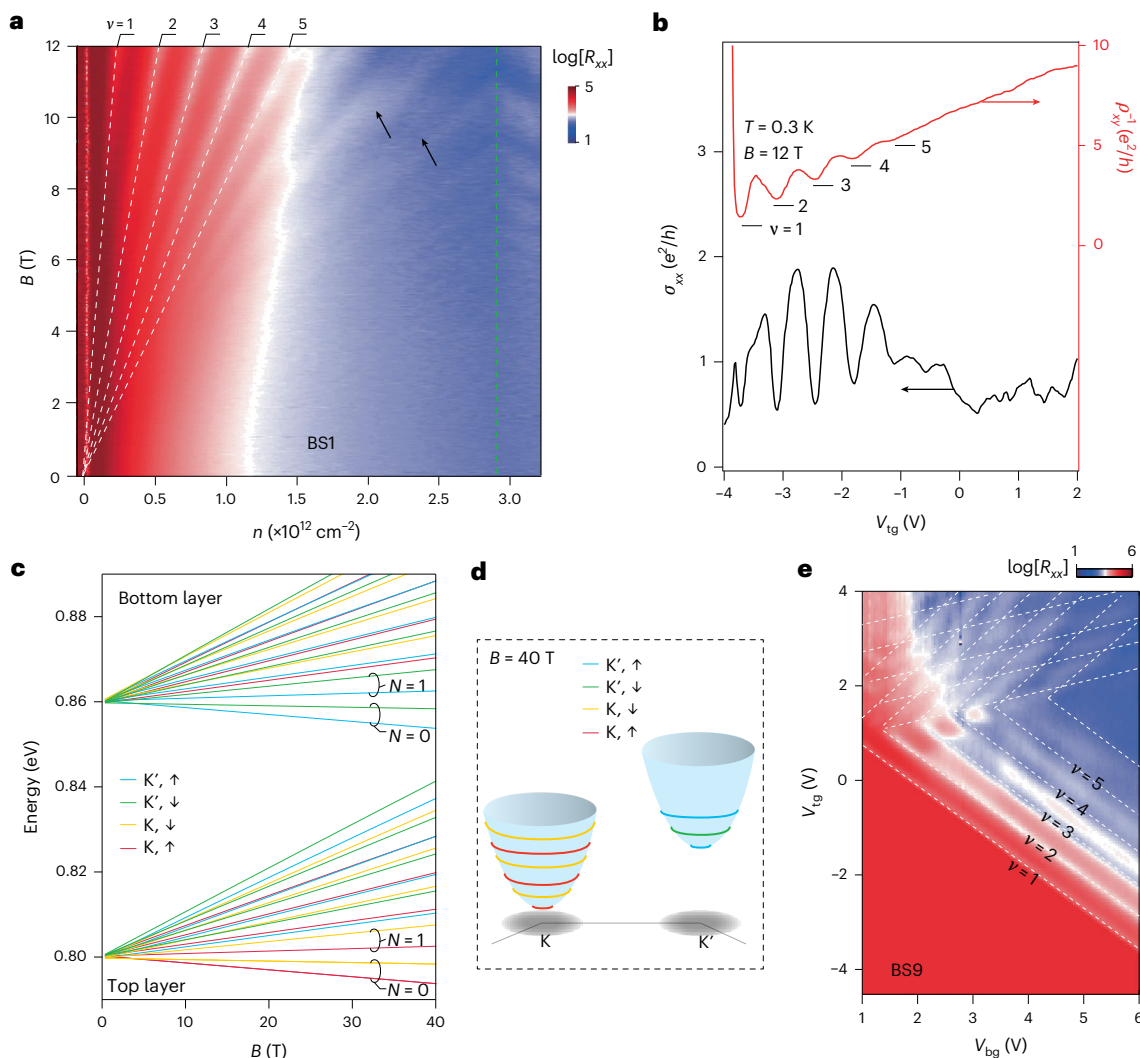 a
ν = 1 2 3 4 5
12
10
8
6
4
2
0
B (T)
BS1
0 0.5 1.0 1.5 2.0 2.5 3.0
n (×10¹² cm⁻²)
log[Rxx]
5
1
b
T = 0.3 K
B = 12 T
ν = 1
2
3
4
5
σxx (e²/h)
3
2
1
0
10
5
0
ρxy⁻¹ (e²/h)
−4 −3 −2 −1 0 1 2
Vtg (V)
c
Bottom layer
N = 1
N = 0
K′, ↑
K′, ↓
K, ↓
K, ↑
N = 1
N = 0
Top layer
Energy (eV)
0.88
0.86
0.84
0.82
0.80
0 10 20 30 40
B (T)
d
B = 40 T
K′, ↑
K′, ↓
K, ↓
K, ↑
K K′
e
log[Rxx]
1 6
4
2
0
−2
−4
Vtg (V)
ν = 5
ν = 4
ν = 3
ν = 2
ν = 1
BS9
1 2 3 4 5 6
Vbg (V)